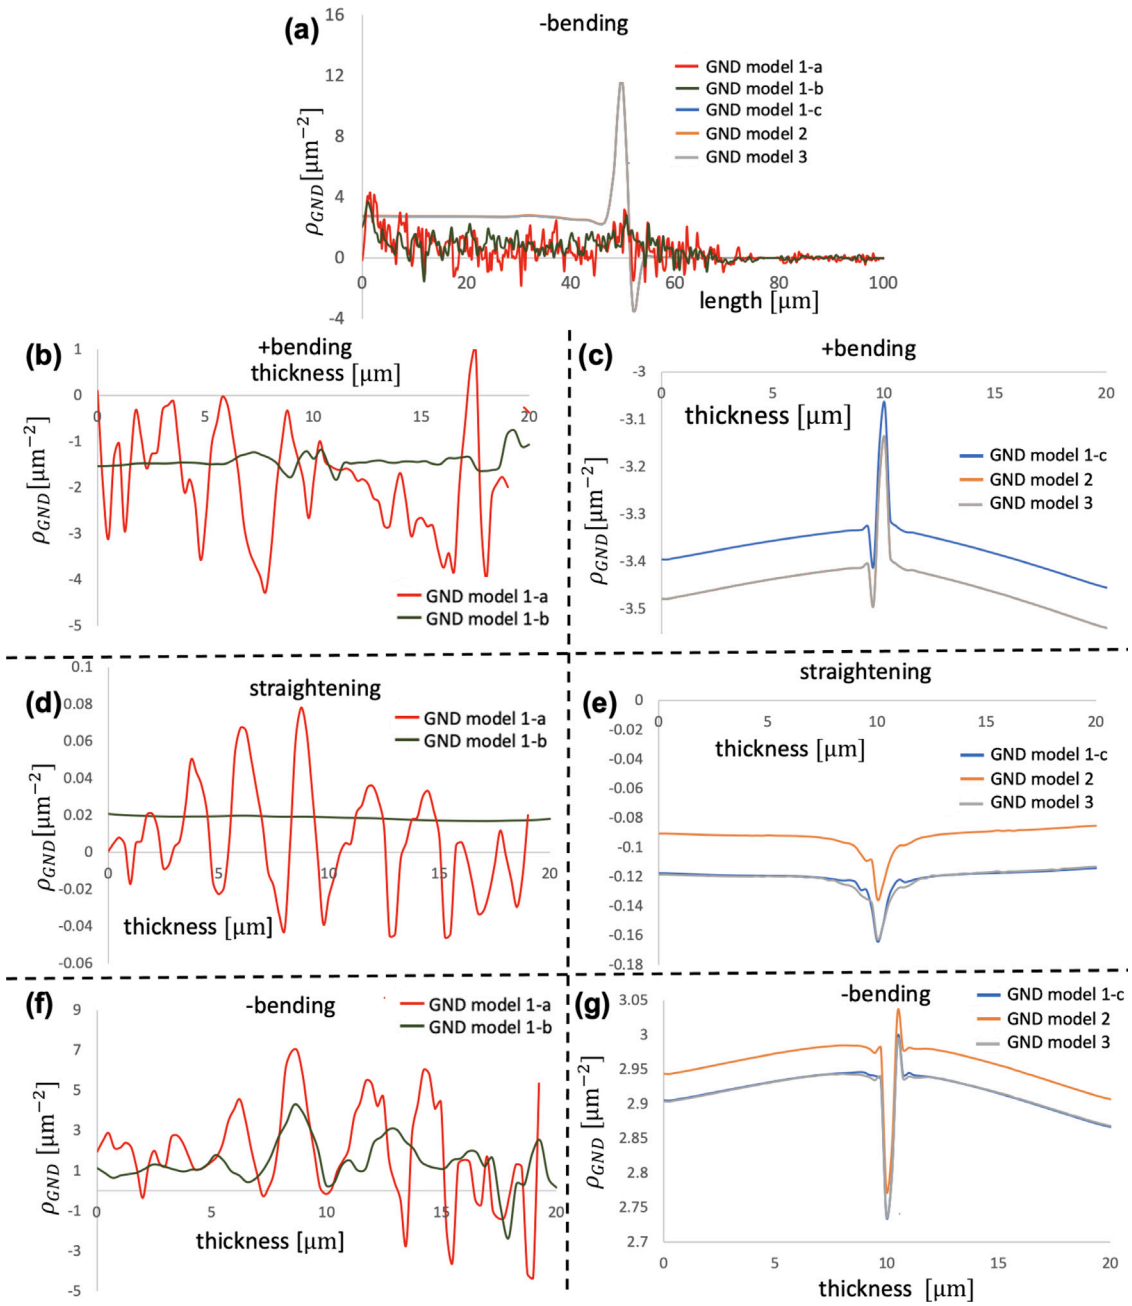 (a)
-bending
16
12
8
4
0
-4
ρ_GND [μm⁻²]
GND model 1-a
GND model 1-b
GND model 1-c
GND model 2
GND model 3
0 20 40 60 80 100
length [μm]
(b)
+bending
thickness [μm]
1
0
-1
-2
-3
-4
-5
ρ_GND [μm⁻²]
0 5 10 15 20
GND model 1-a
GND model 1-b
(c)
+bending
-3
-3.1
-3.2
-3.3
-3.4
-3.5
ρ_GND [μm⁻²]
0 5 10 15 20
thickness [μm]
GND model 1-c
GND model 2
GND model 3
(d)
straightening
0.1
0.08
0.06
0.04
0.02
0
-0.02
-0.04
-0.06
ρ_GND [μm⁻²]
GND model 1-a
GND model 1-b
0 5 10 15 20
thickness [μm]
(e)
straightening
0
-0.02
-0.04
-0.06
-0.08
-0.1
-0.12
-0.14
-0.16
-0.18
ρ_GND [μm⁻²]
0 5 10 15 20
thickness [μm]
GND model 1-c
GND model 2
GND model 3
(f)
-bending
9
7
5
3
1
-1
-3
-5
ρ_GND [μm⁻²]
GND model 1-a
GND model 1-b
0 5 10 15 20
thickness [μm]
(g)
-bending
3.05
3
2.95
2.9
2.85
2.8
2.75
2.7
ρ_GND [μm⁻²]
GND model 1-c
GND model 2
GND model 3
0 5 10 15 20
thickness [μm]